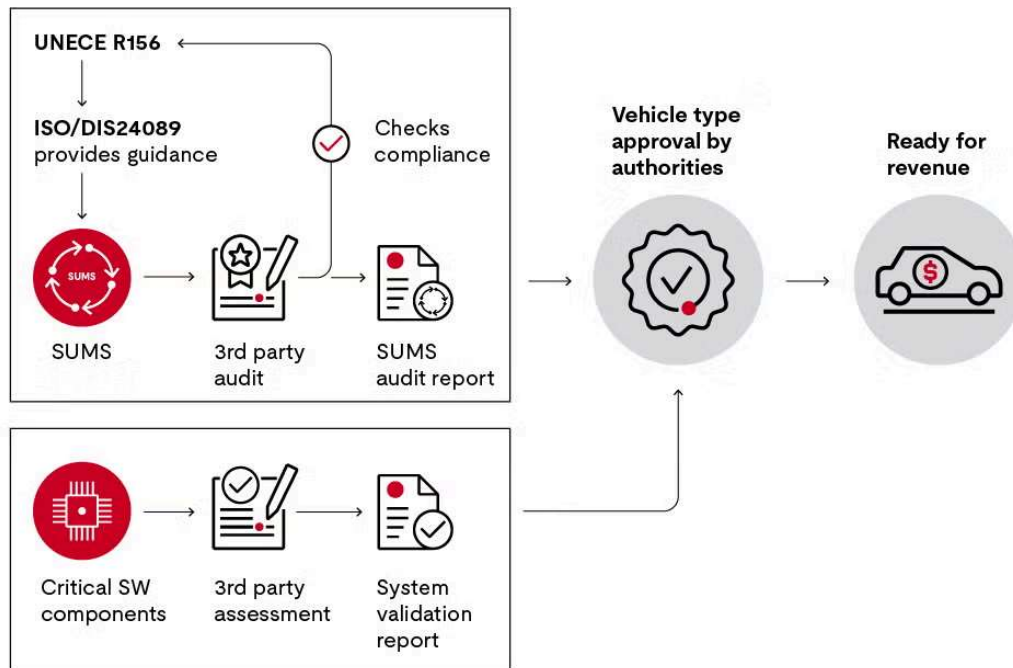 UNECE R156
ISO/DIS24089
provides guidance
Checks
compliance
SUMS
SUMS
3rd party
audit
SUMS
audit report
Vehicle type
approval by
authorities
Ready for
revenue
$
Critical SW
components
3rd party
assessment
System
validation
report